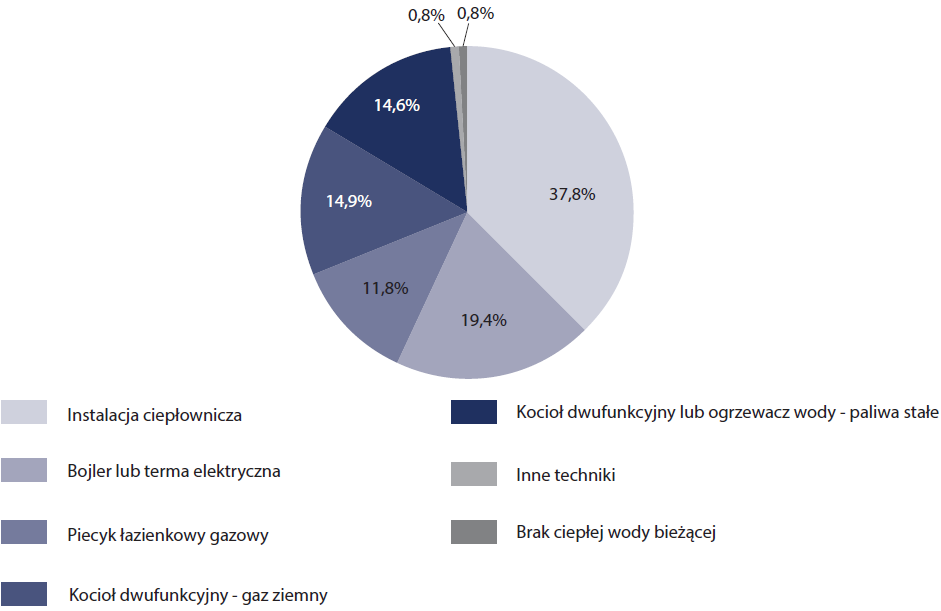 0,8%
0,8%
14,6%
37,8%
14,9%
11,8%
19,4%
Instalacja ciepłownicza
Bojler lub terma elektryczna
Piecyk łazienkowy gazowy
Kocioł dwufunkcyjny - gaz ziemny
Kocioł dwufunkcyjny lub ogrzewacz wody - paliwa stałe
Inne techniki
Brak ciepłej wody bieżącej